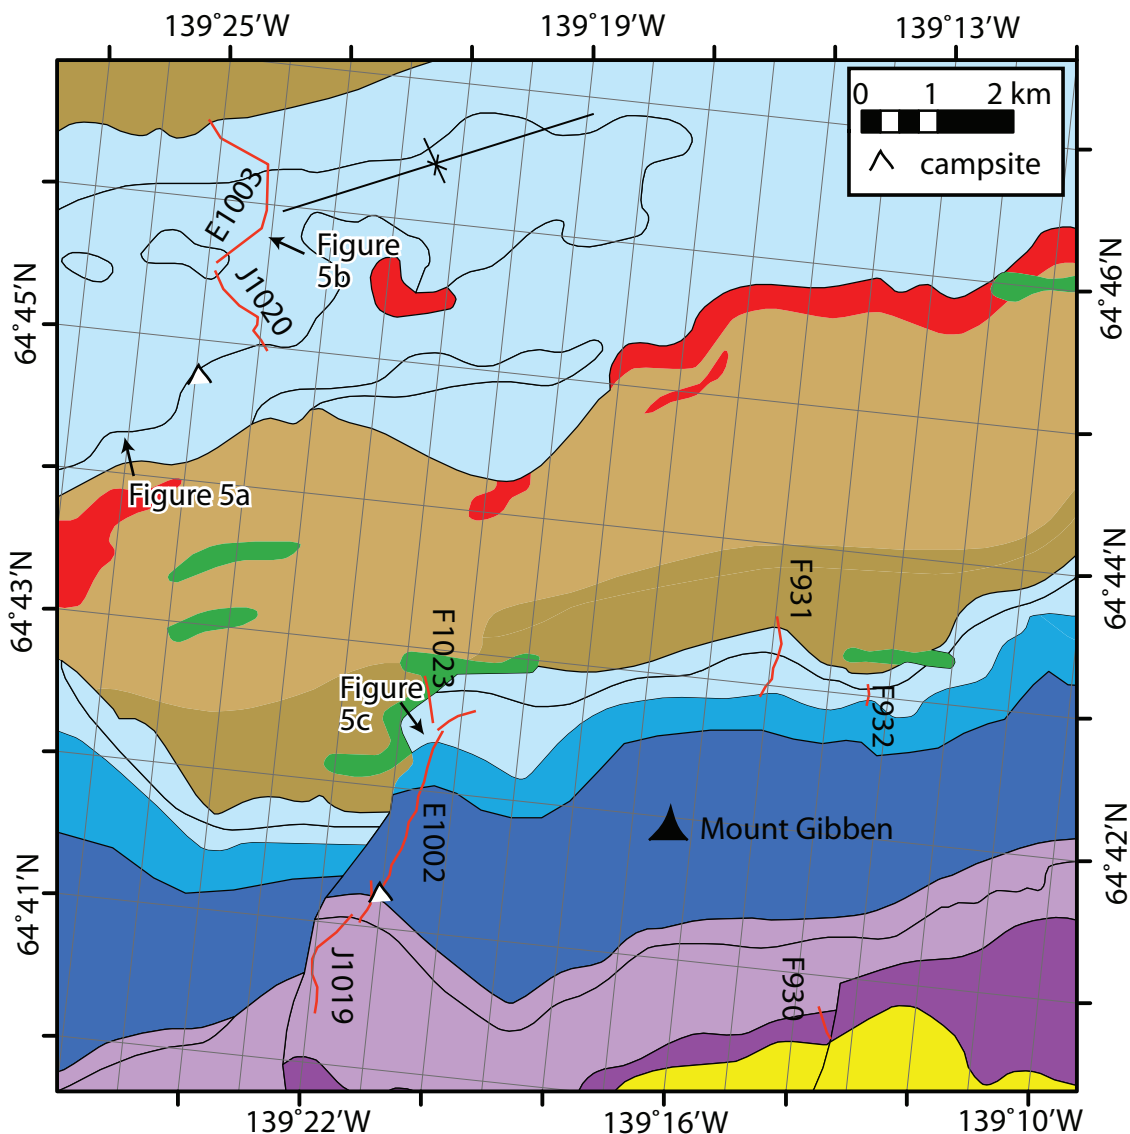 139˚25′W
139˚19′W
139˚13′W
0 1 2 km
campsite
E1003
Figure
5b
J1020
64˚45′N
64˚46′N
Figure 5a
64˚43′N
64˚44′N
F931
F1023
Figure
5c
F932
E1002
Mount Gibben
64˚41′N
64˚42′N
J1019
F930
139˚22′W
139˚16′W
139˚10′W